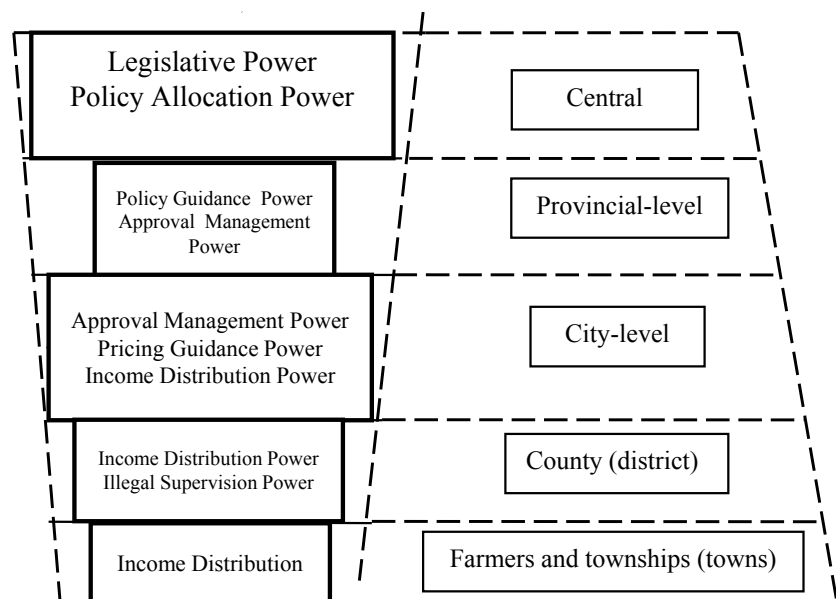 Legislative Power
Policy Allocation Power
Central
Policy Guidance Power
Approval Management
Power
Provincial-level
Approval Management Power
Pricing Guidance Power
Income Distribution Power
City-level
Income Distribution Power
Illegal Supervision Power
County (district)
Income Distribution
Farmers and townships (towns)